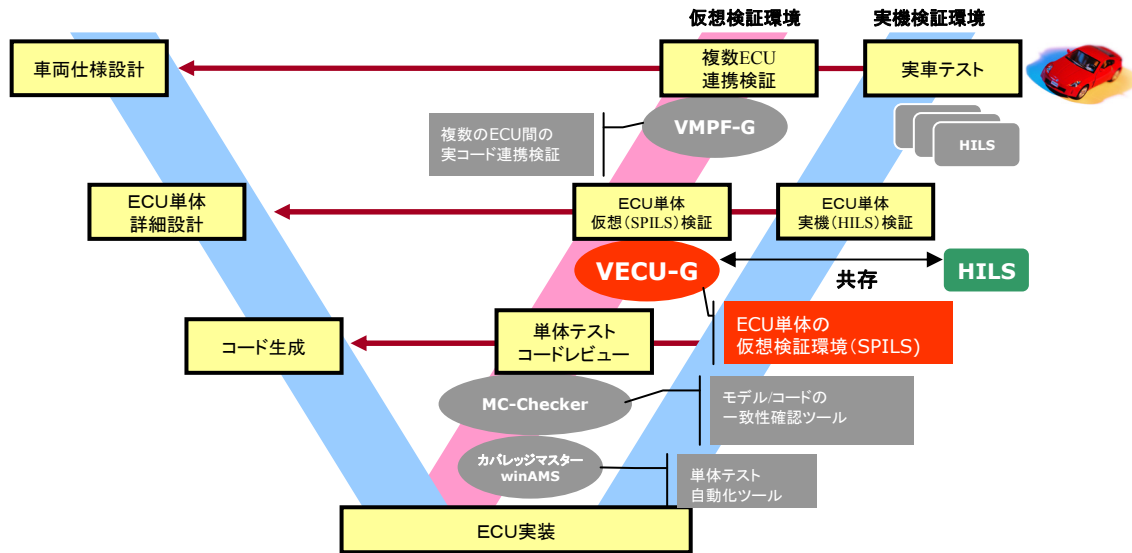 仮想検証環境
実機検証環境
車両仕様設計
複数ECU
連携検証
実車テスト
複数のECU間の
実コード連携検証
VMPF-G
HILS
ECU単体
詳細設計
ECU単体
仮想(SPILS)検証
ECU単体
実機(HILS)検証
VECU-G
共存
HILS
コード生成
単体テスト
コードレビュー
ECU単体の
仮想検証環境(SPILS)
MC-Checker
モデル/コードの
一致性確認ツール
カバレッジマスター
winAMS
単体テスト
自動化ツール
ECU実装